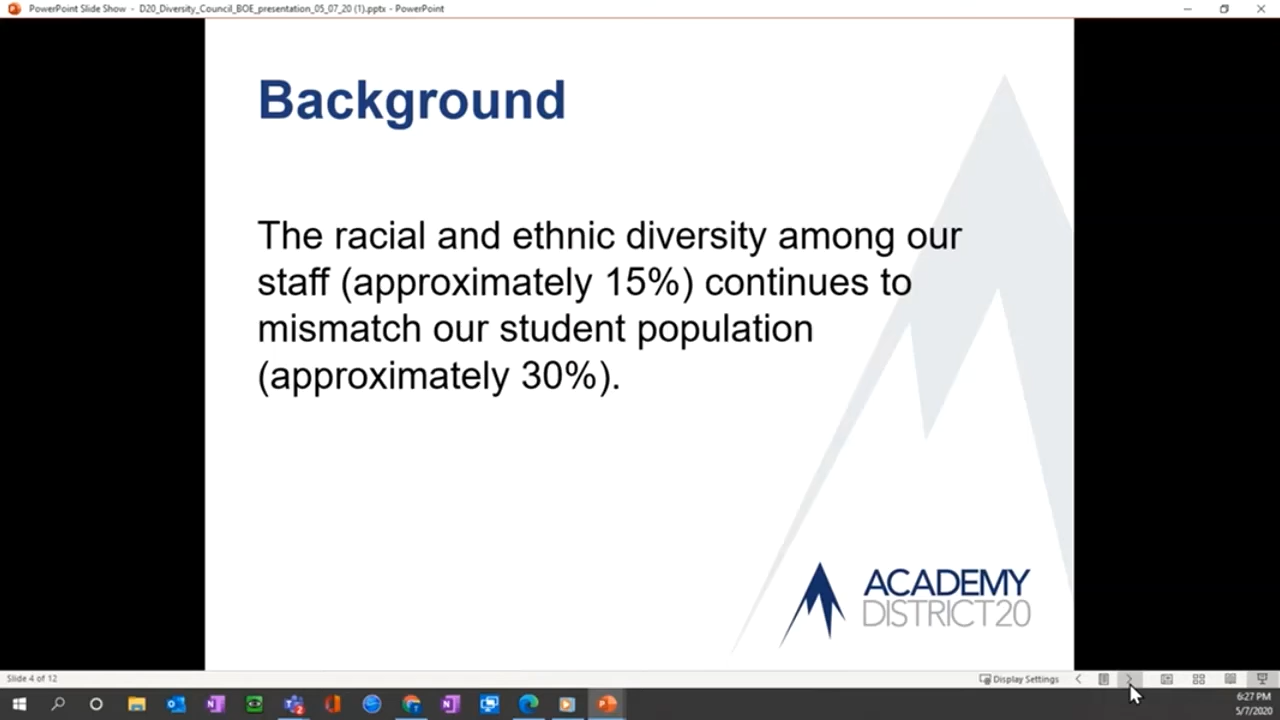 PowerPoint Slide Show - D20_Diversity_Council_BOE_presentation_05_07_20 (1).pptx - PowerPoint
Background
The racial and ethnic diversity among our
staff (approximately 15%) continues to
mismatch our student population
(approximately 30%).
ACADEMY
DISTRICT20
Slide 4 of 12
Display Settings
6:27 PM
5/7/2020